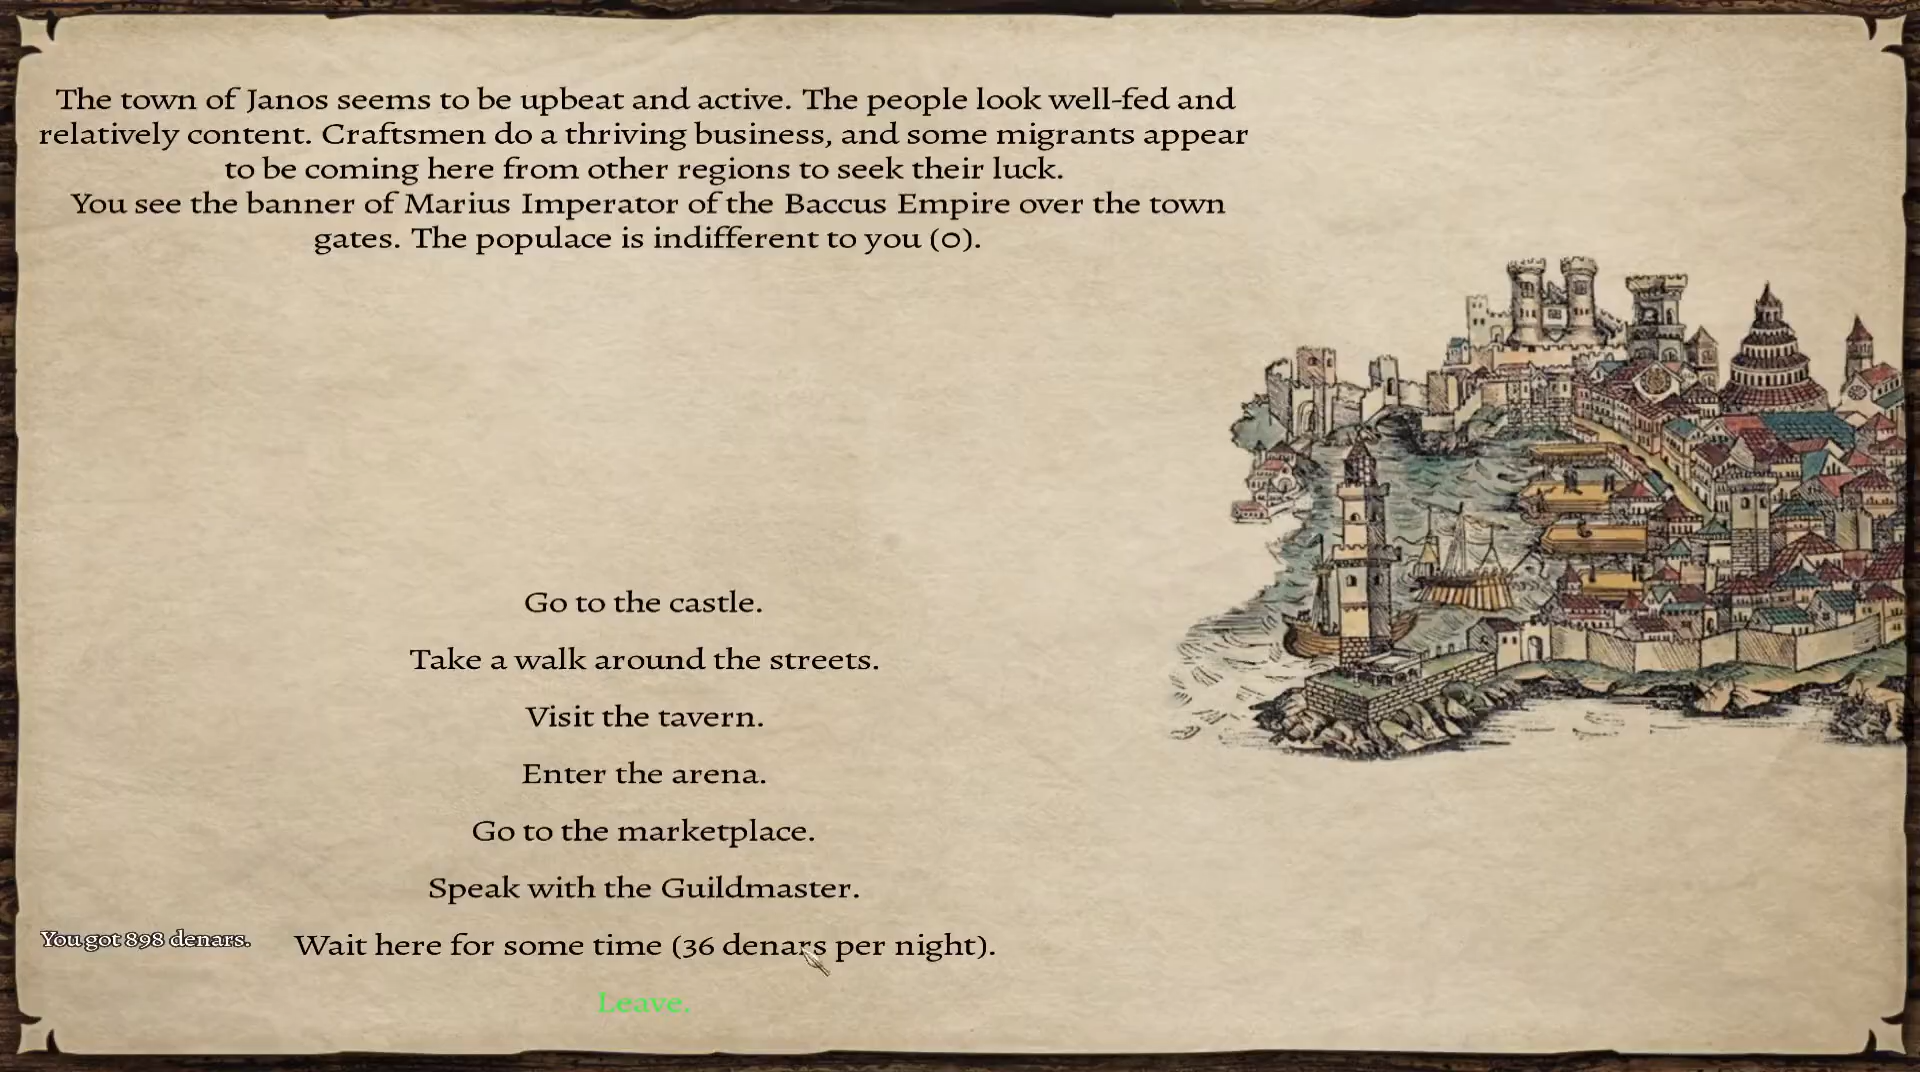 The town of Janos seems to be upbeat and active. The people look well-fed and
relatively content. Craftsmen do a thriving business, and some migrants appear
to be coming here from other regions to seek their luck.
You see the banner of Marius Imperator of the Baccus Empire over the town
gates. The populace is indifferent to you (0).
Go to the castle.
Take a walk around the streets.
Visit the tavern.
Enter the arena.
Go to the marketplace.
Speak with the Guildmaster.
You got 898 denars.
Wait here for some time (36 denars per night).
Leave.